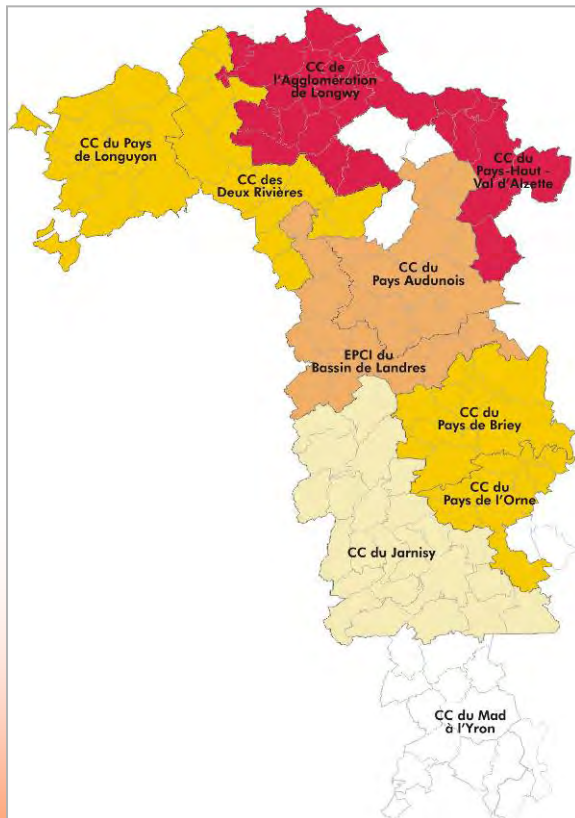 CC de
l'Agglomération
de Longwy
CC du Pays
de Longuyon
CC du
Pays-Haut -
Val d'Alzette
CC des
Deux Rivières
CC du
Pays Audunois
EPCI du
Bassin de Landres
CC du
Pays de Briey
CC du
Pays de l'Orne
CC du Jarnisy
CC du Mad
à l'Yron